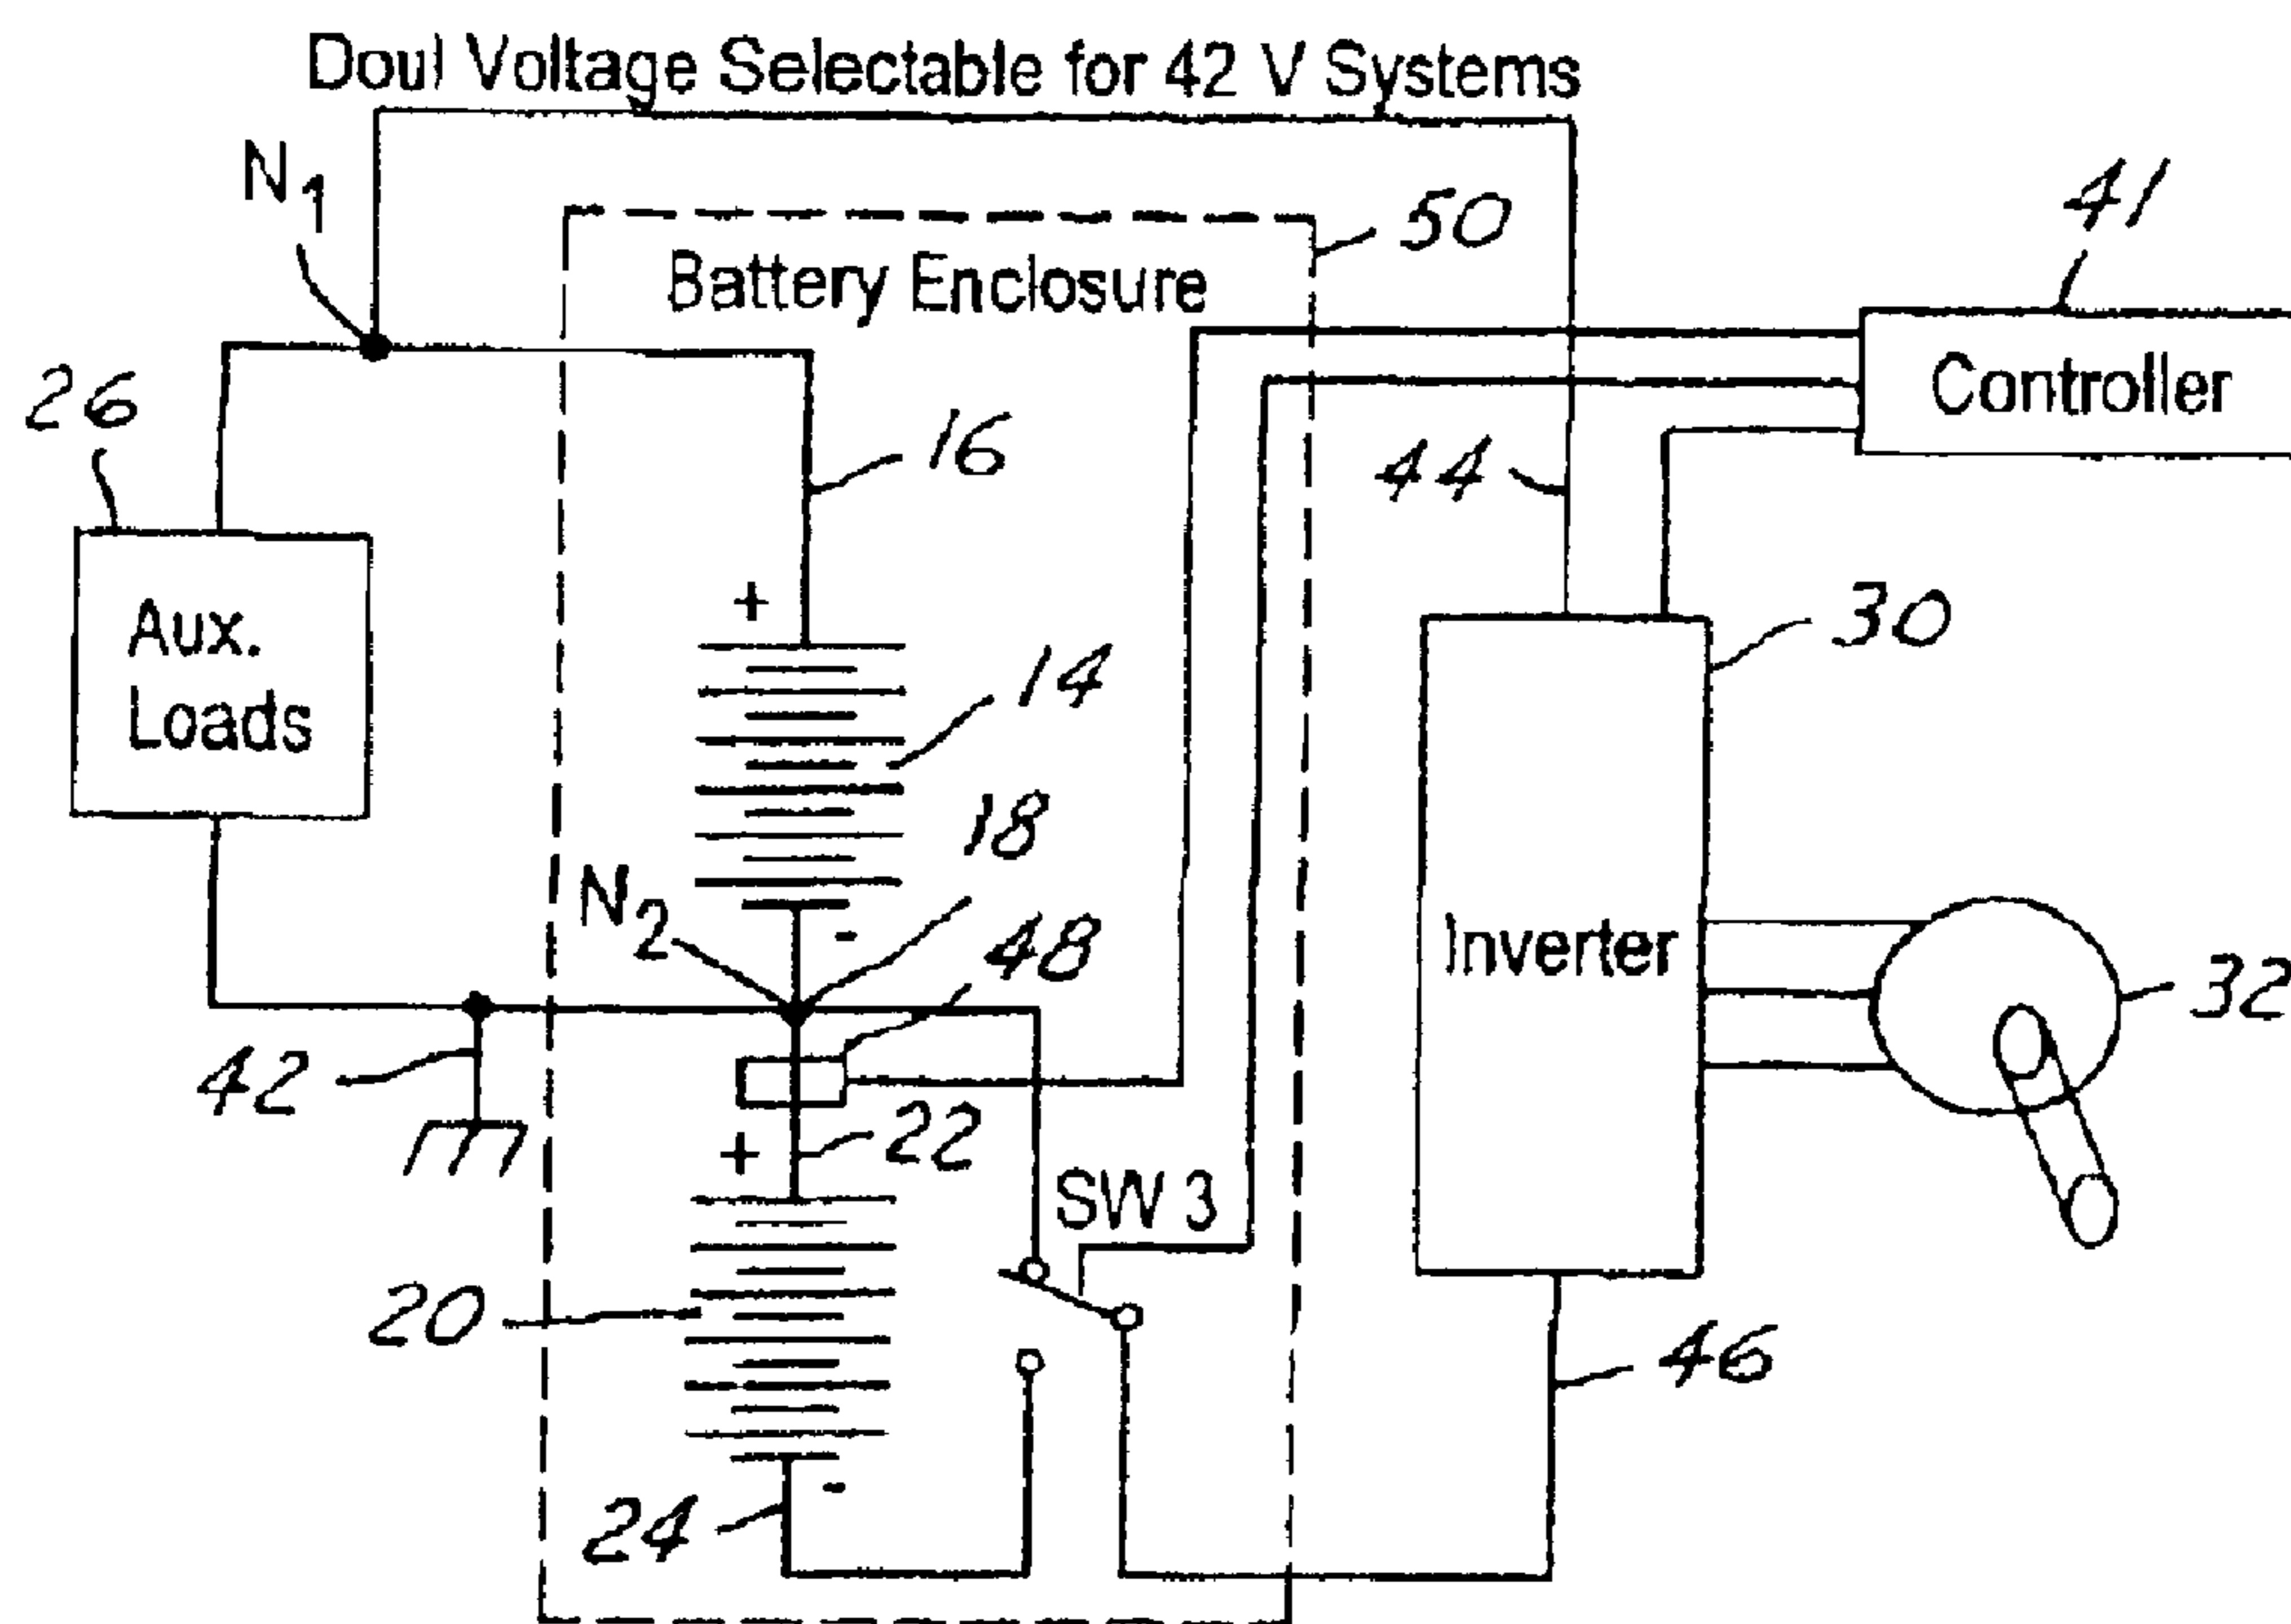 Doul Voltage Selectable for 42 V Systems
N1
50
41
Battery Enclosure
Controller
26
16
44
Aux.
Loads
+
14
30
18
N2
-
48
Inverter
32
42
+
22
SW 3
20
46
24
-